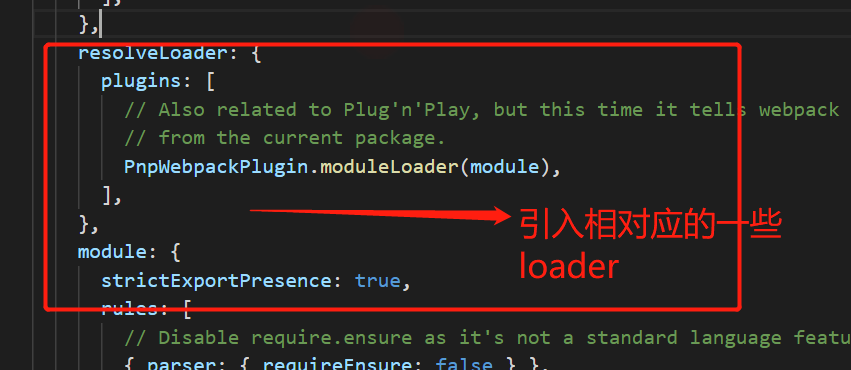 ],
},
resolveLoader: {
plugins: [
// Also related to Plug'n'Play, but this time it tells webpack
// from the current package.
PnpWebpackPlugin.moduleLoader(module),
],
},
引入相对应的一些
loader
module: {
strictExportPresence: true,
rules: [
// Disable require.ensure as it's not a standard language featu
{ parser: { requireEnsure: false } },